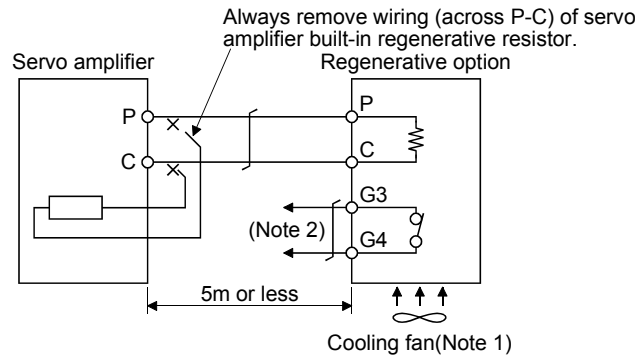 Always remove wiring (across P-C) of servo
amplifier built-in regenerative resistor.
Servo amplifier
Regenerative option
P
P
C
C
G3
(Note 2)
G4
5m or less
Cooling fan(Note 1)